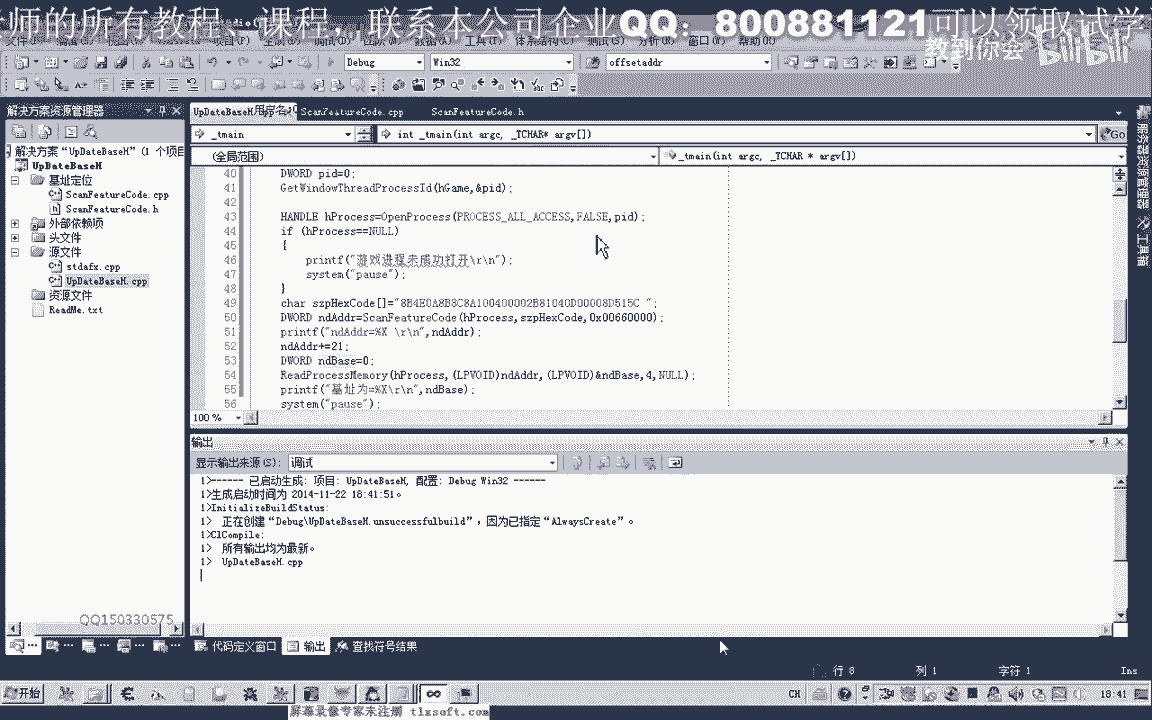 师的所有教程、课程,联系本公司企业QQ: 800881121可以领取试学
教到你会 bilibili
Debug Win32 offsetaddr
解决方案资源管理器
ScanFeatureCode.cpp ScanFeatureCode.h
_tmain int _tmain(int argc, _TCHAR* argv[]) Go
(全局范围) _tmain(int argc, _TCHAR * argv[])
解决方案“UpDateBaseH” (1 个项目
UpDateBaseH
基址定位
ScanFeatureCode.cpp
ScanFeatureCode.h
外部依赖项
头文件
源文件
stdafx.cpp
UpDateBaseH.cpp
资源文件
ReadMe.txt
40 DWORD pid=0;
41 GetWindowThreadProcessId(hGame,&pid);
42
43 HANDLE hProcess=OpenProcess(PROCESS_ALL_ACCESS,FALSE,pid);
44 if (hProcess==NULL)
45 {
46 printf("游戏进程未成功打开\r\n");
47 system("pause");
48 }
49 char szpHexCode[]="8B4E0A8B8C8A100400002B81040D00008D515C ";
50 DWORD ndAddr=ScanFeatureCode(hProcess,szpHexCode,0x00660000);
51 printf("ndAddr=%X \r\n",ndAddr);
52 ndAddr+=21;
53 DWORD ndBase=0;
54 ReadProcessMemory(hProcess,(LPVOID)ndAddr,(LPVOID)&ndBase,4,NULL);
55 printf("基址为=%X\r\n",ndBase);
56 system("pause");
100 %
服务器资源管理器
工具箱
输出
显示输出来源(S): 调试
1>------ 已启动生成: 项目: UpDateBaseH, 配置: Debug Win32 ------
1>生成启动时间为 2014-11-22 18:41:51。
1>InitializeBuildStatus:
1> 正在创建“Debug\UpDateBaseH.unsuccessfulbuild”,因为已指定“AlwaysCreate”。
1>ClCompile:
1> 所有输出均为最新。
1> UpDateBaseH.cpp
QQ150330575
代码定义窗口 输出 查找符号结果
行 8 列 1 字符 1 Ins
开始 CH 18:41
屏幕录像专家未注册 tlxsoft.com